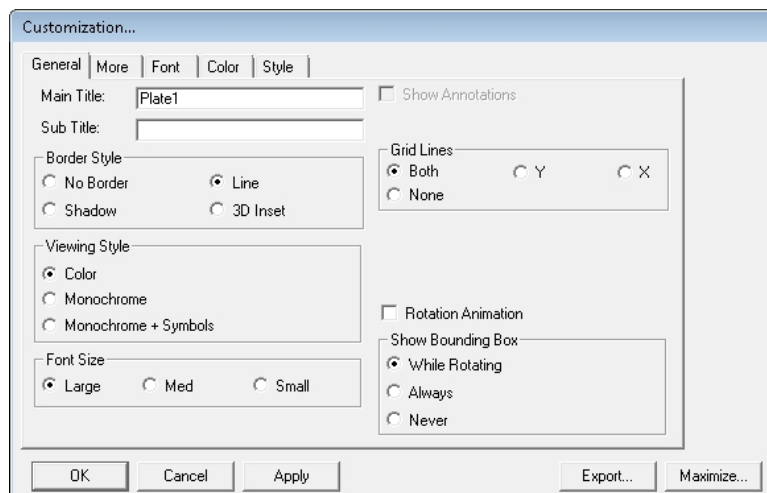 Customization...
General More Font Color Style
Main Title: Plate1
Sub Title:
Border Style
No Border Line
Shadow 3D Inset
Viewing Style
Color
Monochrome
Monochrome + Symbols
Font Size
Large Med Small
Show Annotations
Grid Lines
Both Y X
None
Rotation Animation
Show Bounding Box
While Rotating
Always
Never
OK Cancel Apply Export... Maximize...